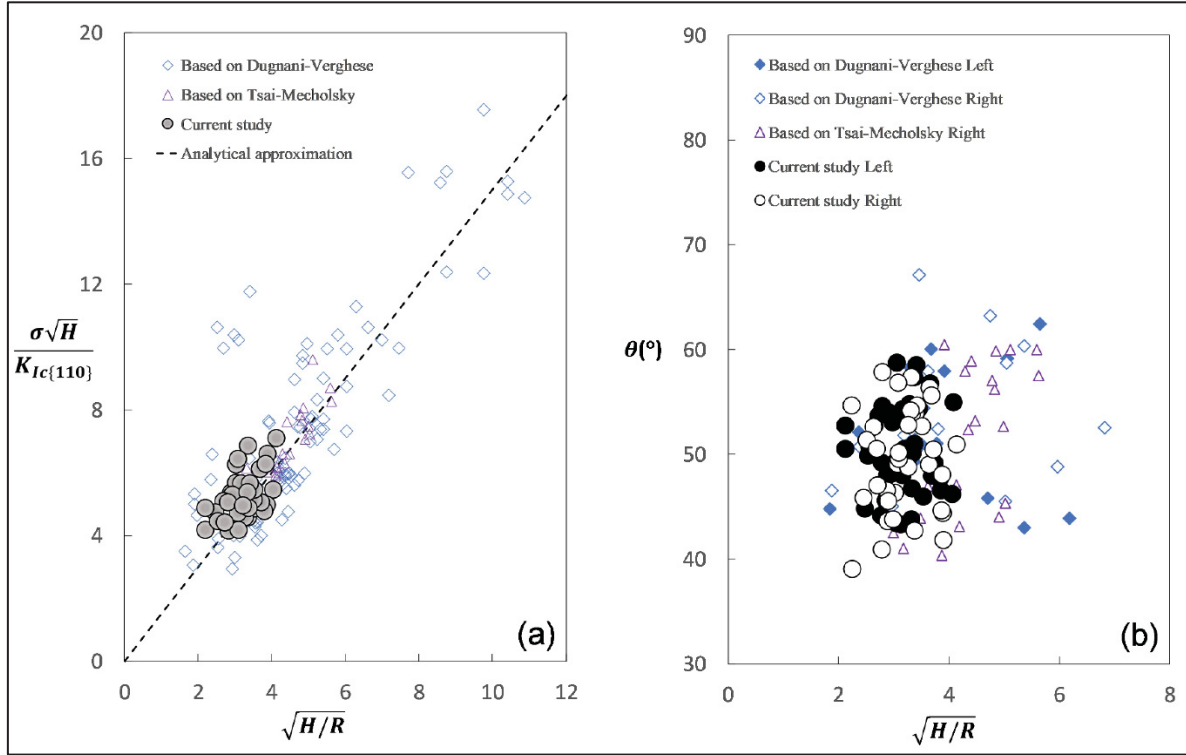 20
16
12
8
4
0
σ√H
K_Ic{110}
Based on Dugnani-Verghese
Based on Tsai-Mecholsky
Current study
Analytical approximation
(a)
0 2 4 6 8 10 12
√H/R
90
80
70
60
50
40
30
θ(°)
Based on Dugnani-Verghese Left
Based on Dugnani-Verghese Right
Based on Tsai-Mecholsky Right
Current study Left
Current study Right
(b)
0 2 4 6 8
√H/R